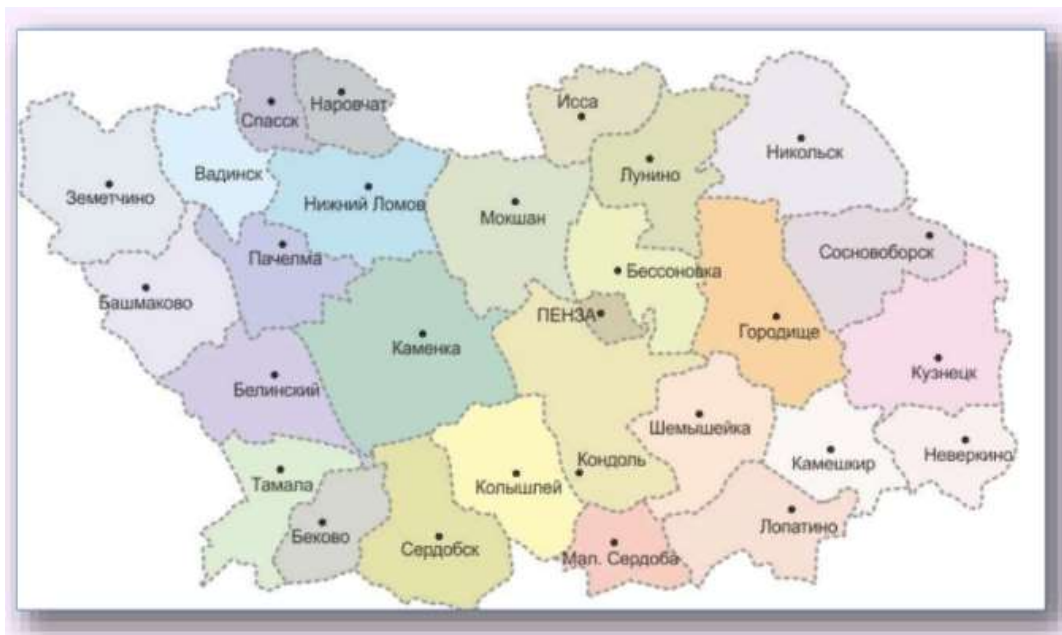 Спасск
Наровчат
Исса
Никольск
Лунино
Вадинск
Земетчино
Нижний Ломов
Мокшан
Сосновоборск
Пачелма
Бессоновка
Башмаково
ПЕНЗА
Городище
Каменка
Кузнецк
Белинский
Шемышейка
Неверкино
Камешкир
Кондоль
Тамала
Колышлей
Лопатино
Беково
Сердобск
Мал. Сердоба